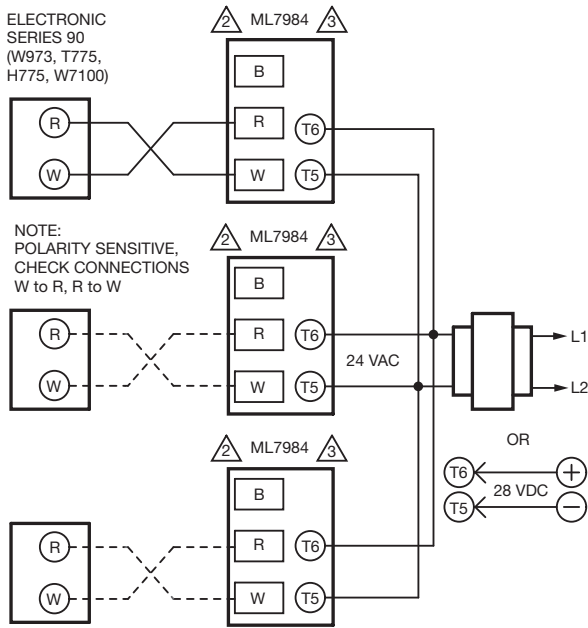 ELECTRONIC
SERIES 90
(W973, T775,
H775, W7100)
2 ML7984 3
B
R R T6
W W T5
NOTE:
POLARITY SENSITIVE,
CHECK CONNECTIONS
W to R, R to W
2 ML7984 3
B
R R T6
W W T5
24 VAC
L1
L2
OR
T6 +
28 VDC
T5 −
2 ML7984 3
B
R R T6
W W T5